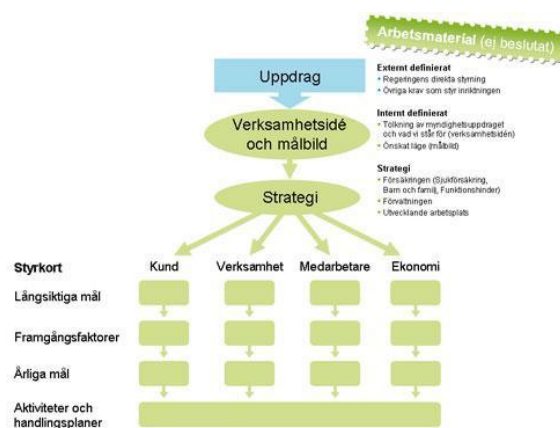 Arbetsmaterial (ej beslutat)
Uppdrag
Externt definierat
• Regeringens direkta styrning
• Övriga krav som styr inriktningen
Verksamhetsidé
och målbild
Internt definierat
• Tolkning av myndighetsuppdraget
och vad vi står för (verksamhetsidén)
• Önskat läge (målbild)
Strategi
Strategi
• Försäkringen (Sjukförsäkring,
Barn och familj, Funktionshinder)
• Förvaltningen
• Utvecklande arbetsplats
Styrkort
Kund
Verksamhet
Medarbetare
Ekonomi
Långsiktiga mål
Framgångsfaktorer
Årliga mål
Aktiviteter och
handlingsplaner